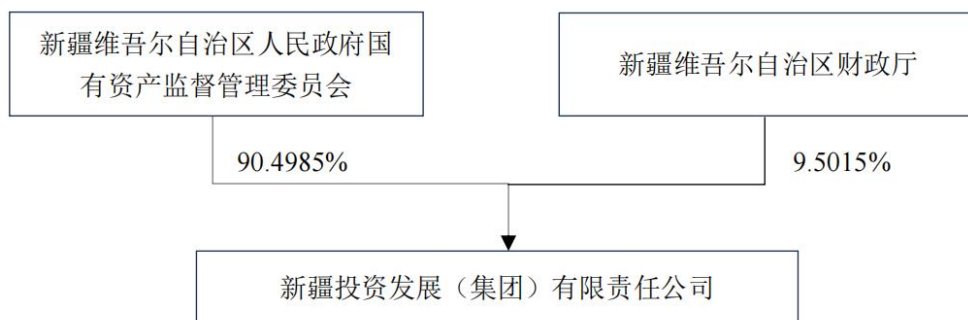 新疆维吾尔自治区人民政府国
有资产监督管理委员会
新疆维吾尔自治区财政厅
90.4985%
9.5015%
新疆投资发展（集团）有限责任公司